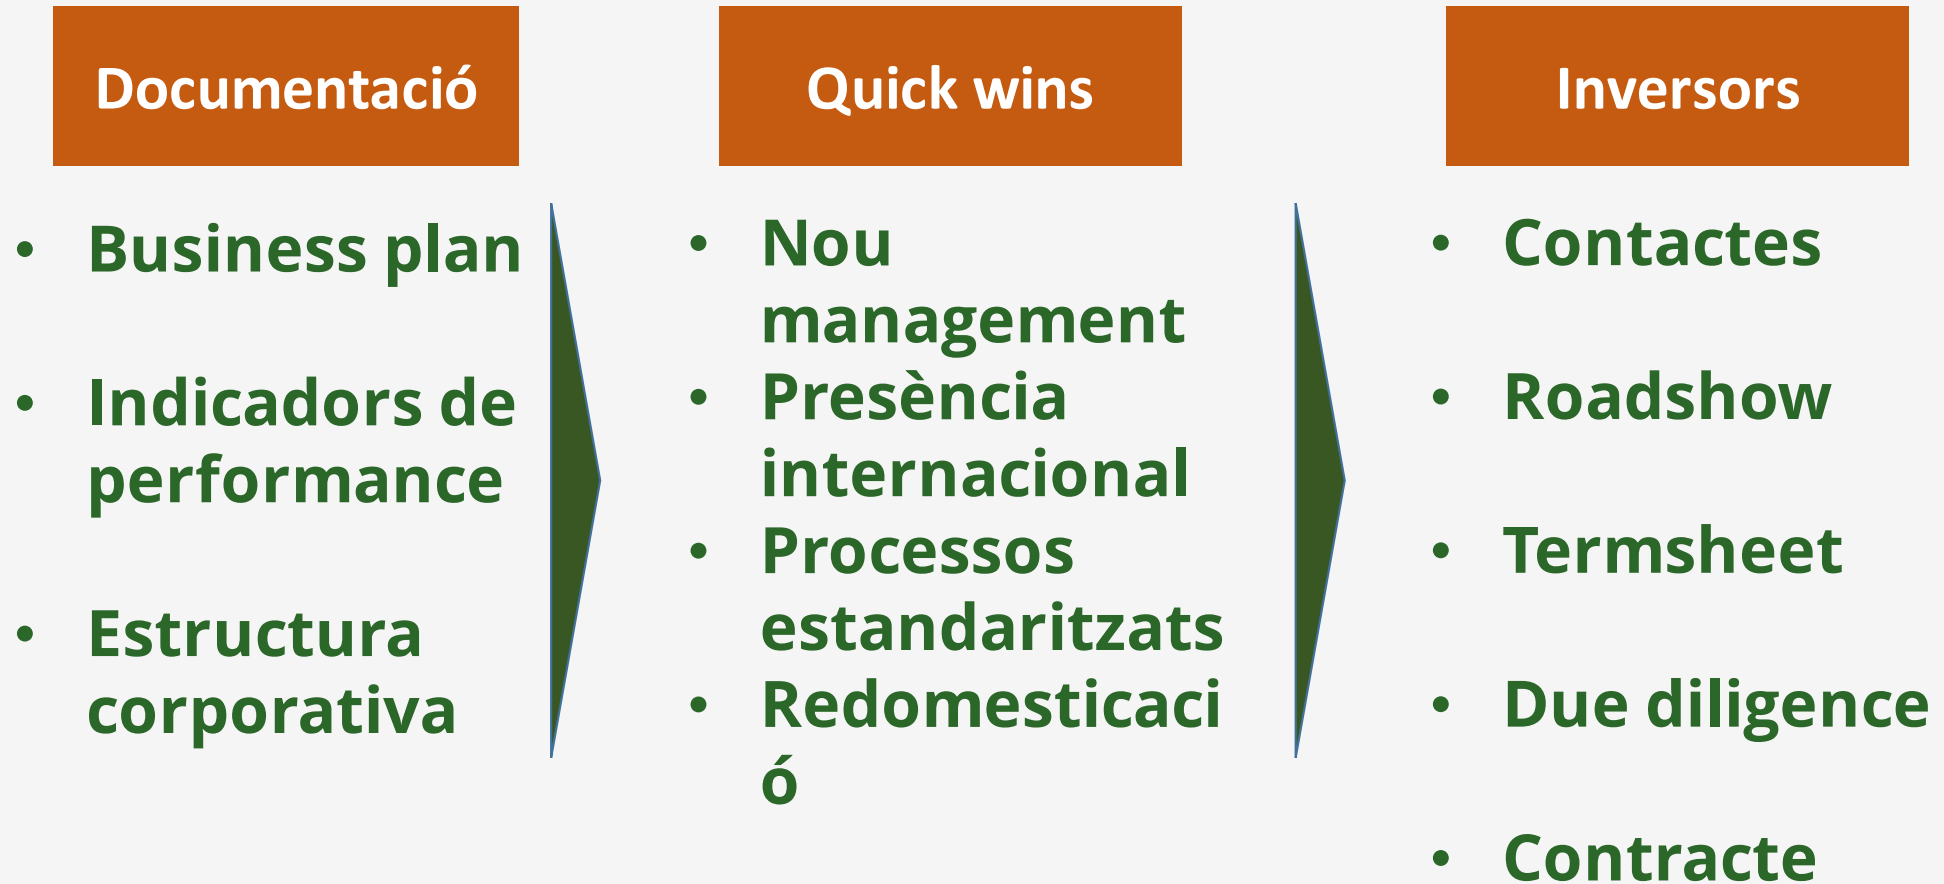 Documentació
• Business plan
• Indicadors de
performance
• Estructura
corporativa
Quick wins
• Nou
management
• Presència
internacional
• Processos
estandaritzats
• Redomesticaci
ó
Inversors
• Contactes
• Roadshow
• Termsheet
• Due diligence
• Contracte